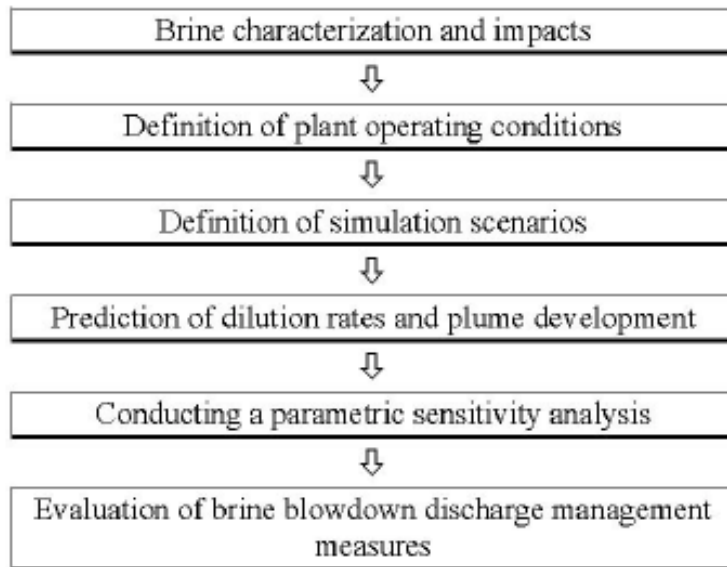 Brine characterization and impacts
Definition of plant operating conditions
Definition of simulation scenarios
Prediction of dilution rates and plume development
Conducting a parametric sensitivity analysis
Evaluation of brine blowdown discharge management
measures